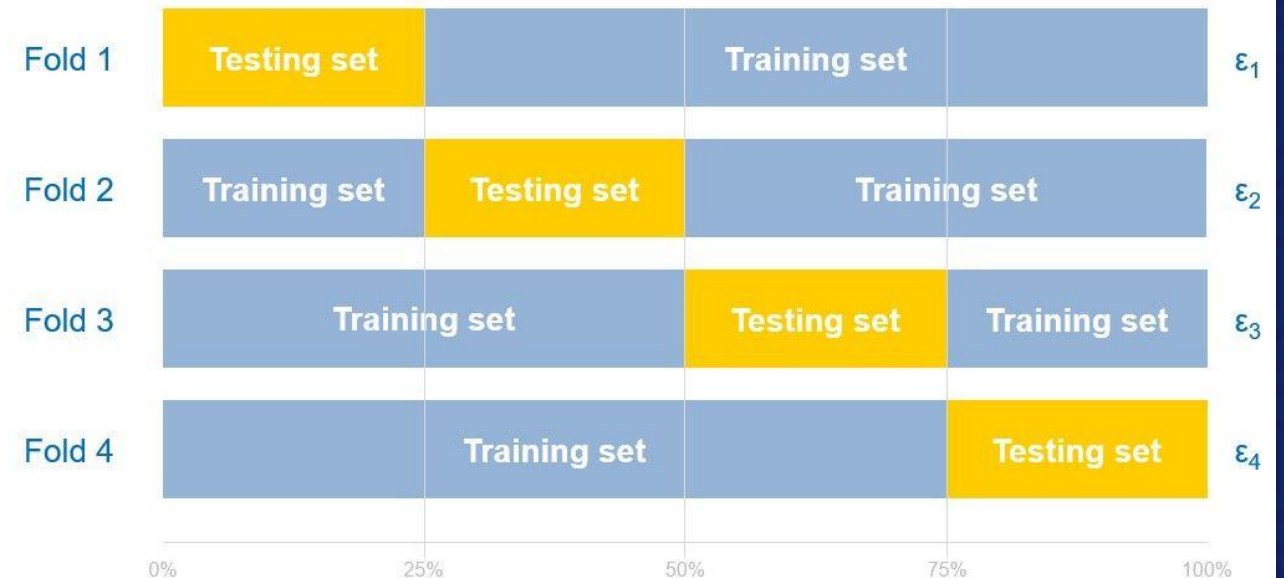 Fold 1 Testing set Training set ε₁
Fold 2 Training set Testing set Training set ε₂
Fold 3 Training set Testing set Training set ε₃
Fold 4 Training set Testing set ε₄
0% 25% 50% 75% 100%